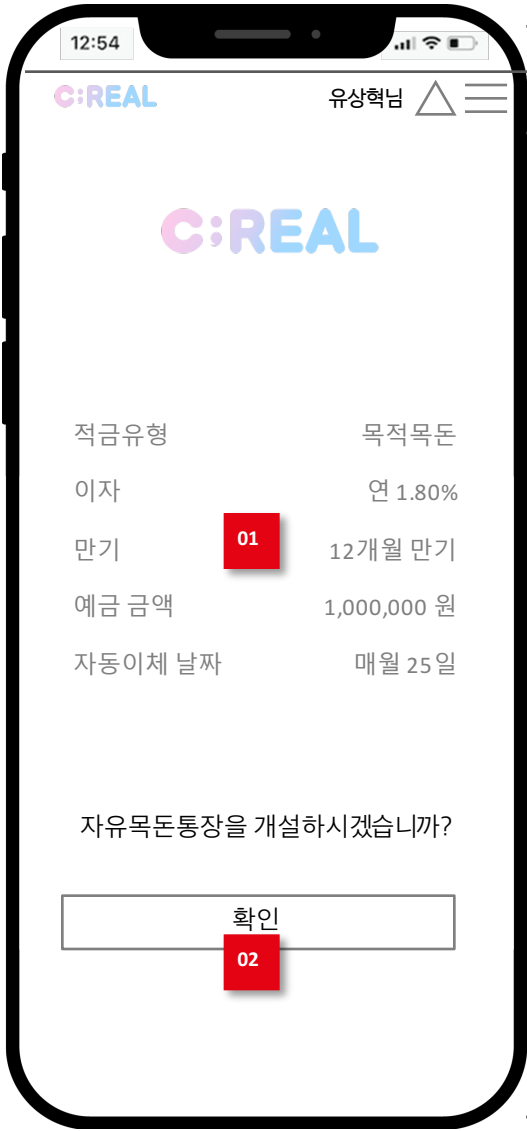 12:54
C;REAL 유상혁님
C;REAL
적금유형 목적목돈
이자 연 1.80%
만기 01 12개월 만기
예금 금액 1,000,000 원
자동이체 날짜 매월 25일
자유목돈통장을 개설하시겠습니까?
확인
02